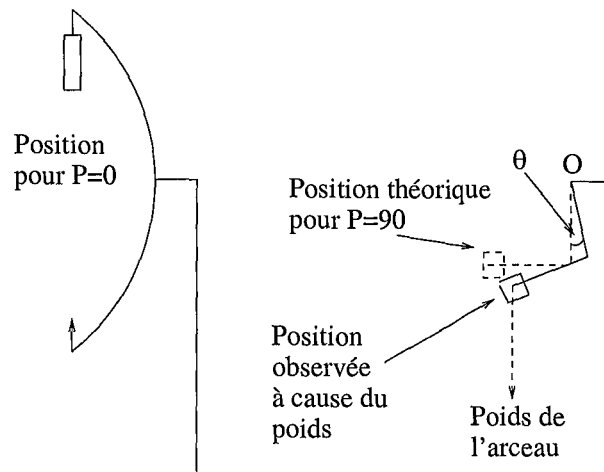 Position
pour P=0
θ
O
Position théorique
pour P=90
Position
observée
à cause du
poids
Poids de
l'arceau